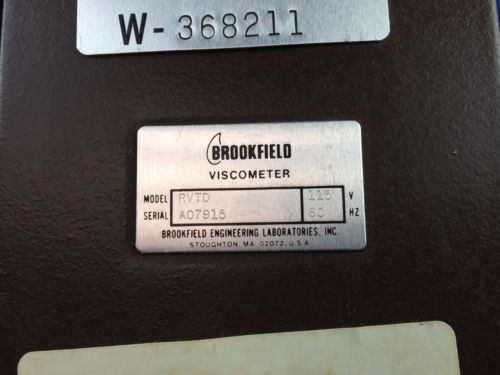 W-368211
BROOKFIELD
VISCOMETER
MODEL RVTD 115 V
SERIAL A07915 60 HZ
BROOKFIELD ENGINEERING LABORATORIES, INC.
STOUGHTON, MA. 02072, U.S.A.